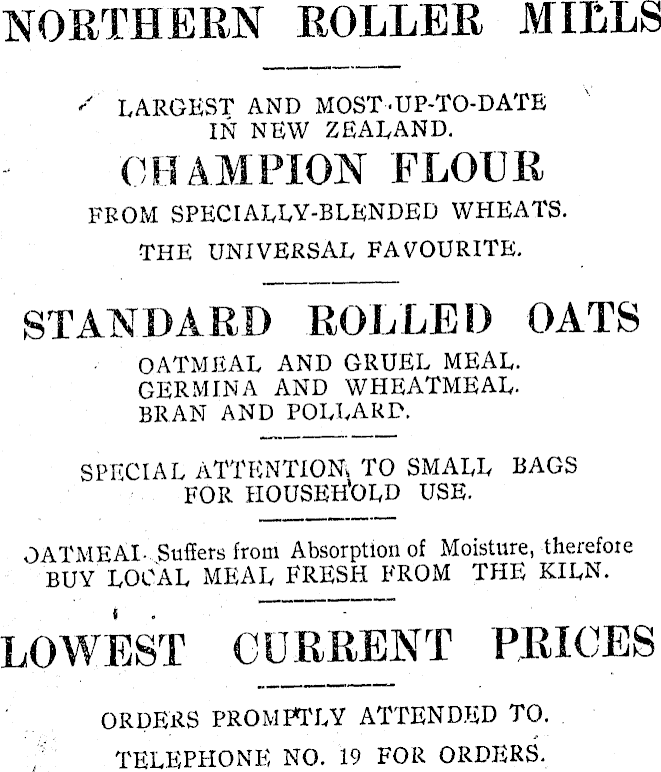 NORTHERN ROLLER MILLS
LARGEST AND MOST UP-TO-DATE
IN NEW ZEALAND.
CHAMPION FLOUR
FROM SPECIALLY-BLENDED WHEATS.
THE UNIVERSAL FAVOURITE.
STANDARD ROLLED OATS
OATMEAL AND GRUEL MEAL.
GERMINA AND WHEATMEAL.
BRAN AND POLLARD.
SPECIAL ATTENTION TO SMALL BAGS
FOR HOUSEHOLD USE.
OATMEAL Suffers from Absorption of Moisture, therefore
BUY LOCAL MEAL FRESH FROM THE KILN.
LOWEST CURRENT PRICES
ORDERS PROMPTLY ATTENDED TO.
TELEPHONE NO. 19 FOR ORDERS.